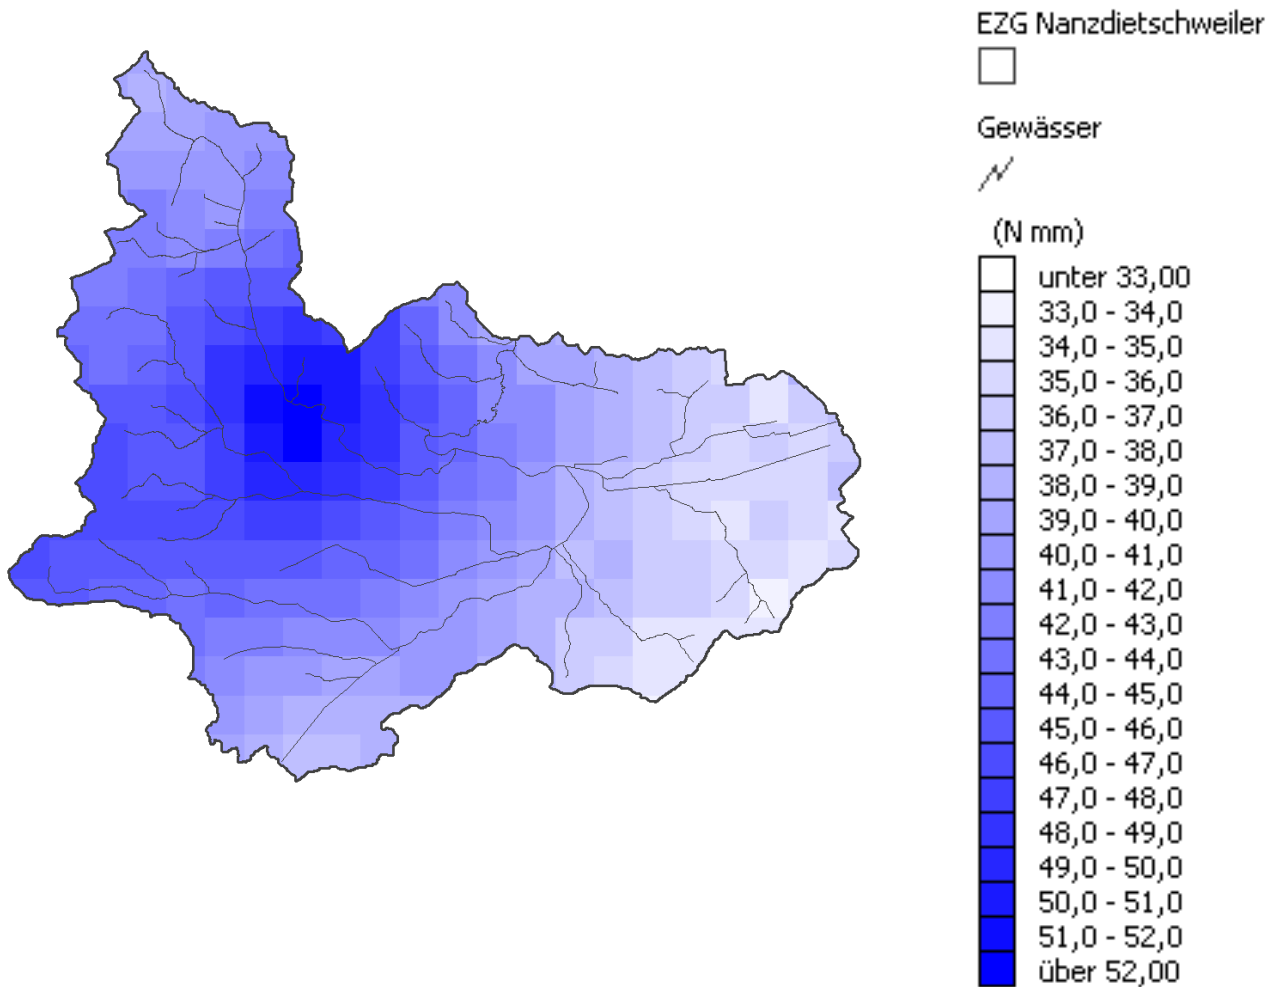 EZG Nanzdietschweiler
Gewässer
(N mm)
unter 33,00
33,0 - 34,0
34,0 - 35,0
35,0 - 36,0
36,0 - 37,0
37,0 - 38,0
38,0 - 39,0
39,0 - 40,0
40,0 - 41,0
41,0 - 42,0
42,0 - 43,0
43,0 - 44,0
44,0 - 45,0
45,0 - 46,0
46,0 - 47,0
47,0 - 48,0
48,0 - 49,0
49,0 - 50,0
50,0 - 51,0
51,0 - 52,0
über 52,00